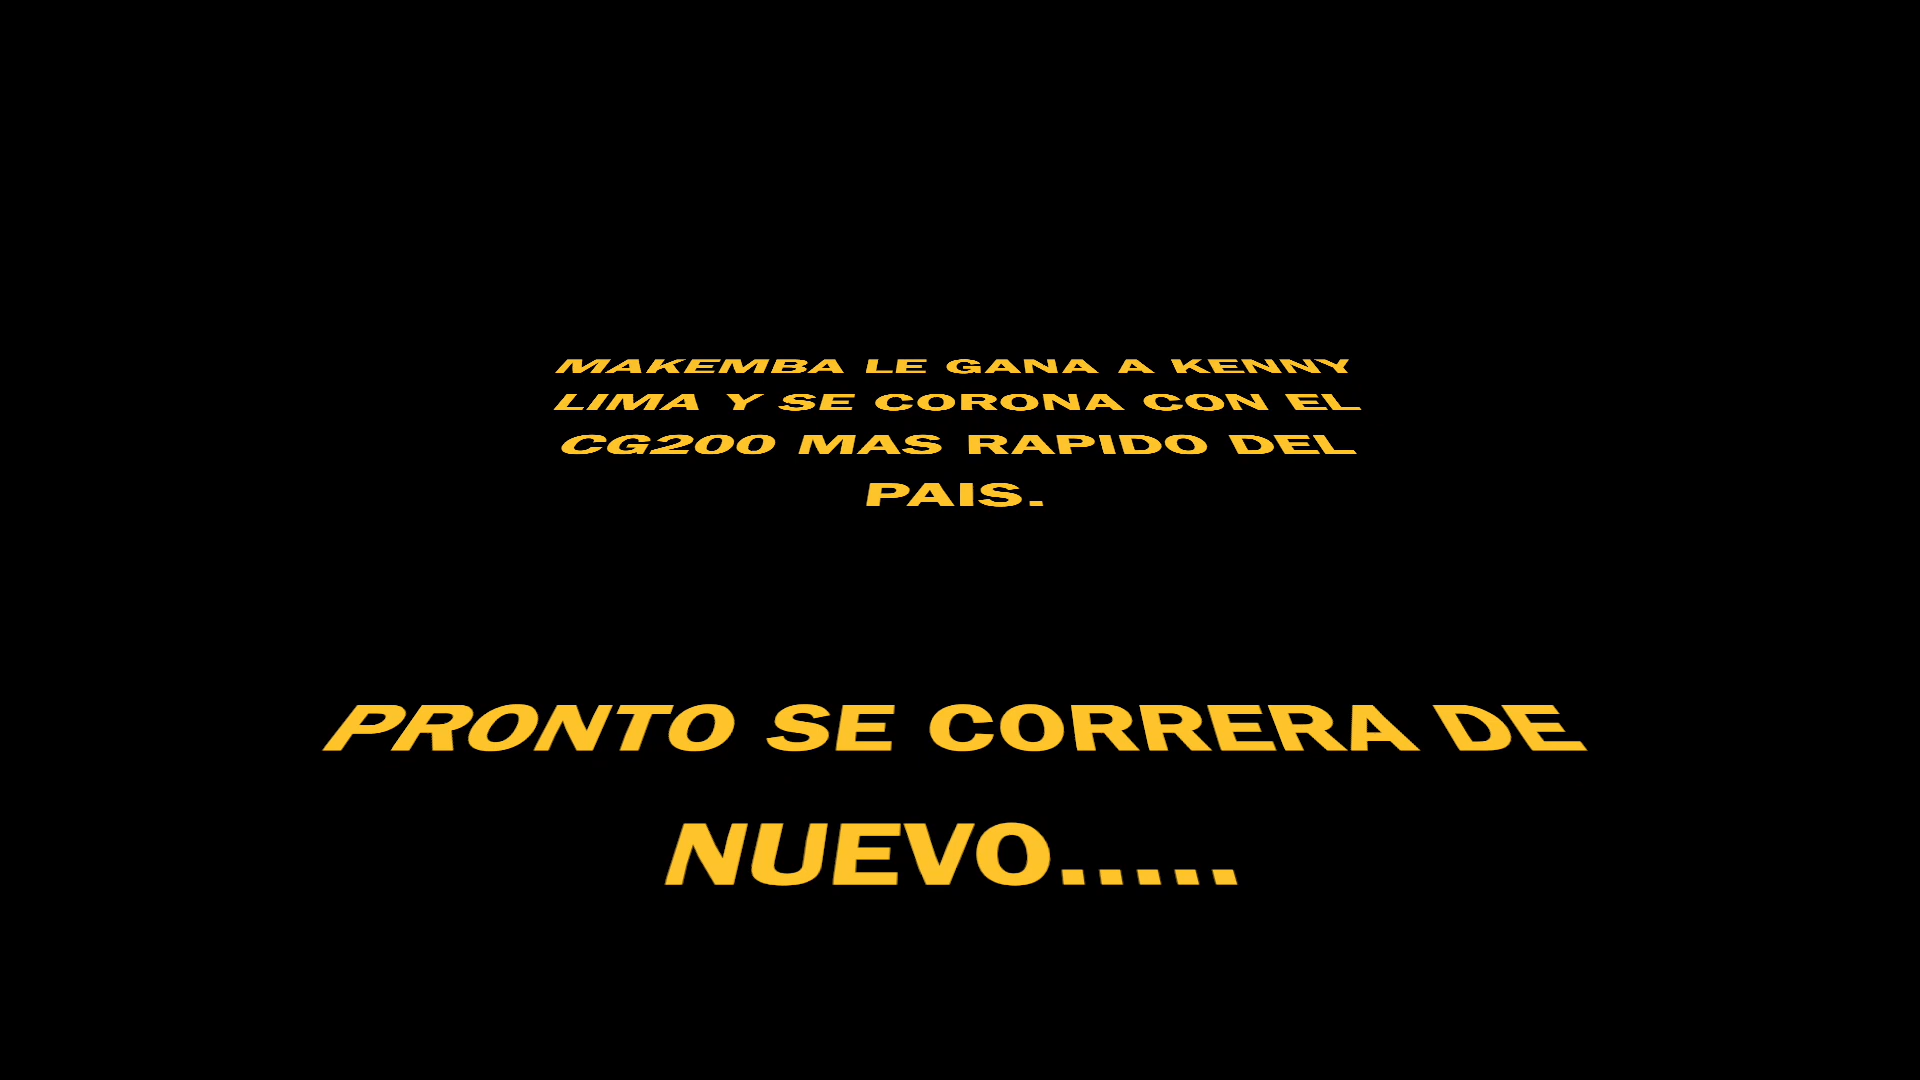 MAKEMBA LE GANA A KENNY
LIMA Y SE CORONA CON EL
CG200 MAS RAPIDO DEL
PAIS.
PRONTO SE CORRERA DE
NUEVO.....